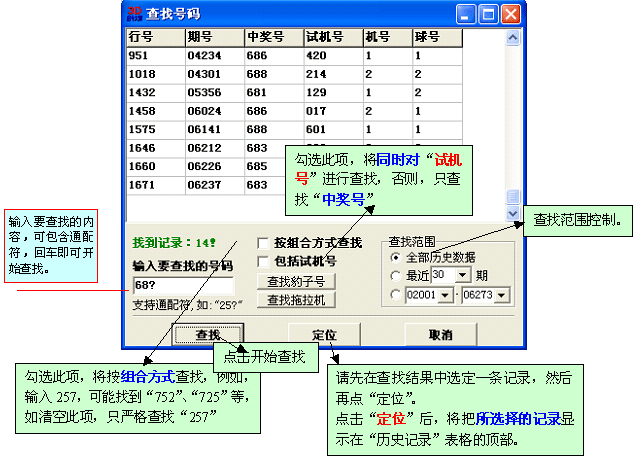 查找号码
行号 期号 中奖号 试机号 机号 球号
951 04234 686 420 1 1
1018 04301 688 214 2 2
1432 05356 681 129 1 2
1458 06024 686 017 2 1
1575 06141 688 601 1 1
1646 06212 683
1660 06226 685
1671 06237 683
勾选此项，将同时对“试机
号”进行查找，否则，只查
找“中奖号”
查找范围控制。
输入要查找的内
容，可包含通配
符，回车即可开
始查找。
找到记录：14!
输入要查找的号码
68?
支持通配符,如:“25?”
按组合方式查找
包括试机号
查找豹子号
查找拖拉机
查找范围
全部历史数据
最近 30 期
02001 - 06273
查找 定位 取消
点击开始查找
勾选此项，将按组合方式查找，例如，
输入 257，可能找到“752”、“725”等，
如清空此项，只严格查找“257”
请先在查找结果中选定一条记录，然后
再点“定位”。
点击“定位”后，将把所选择的记录显
示在“历史记录”表格的顶部。